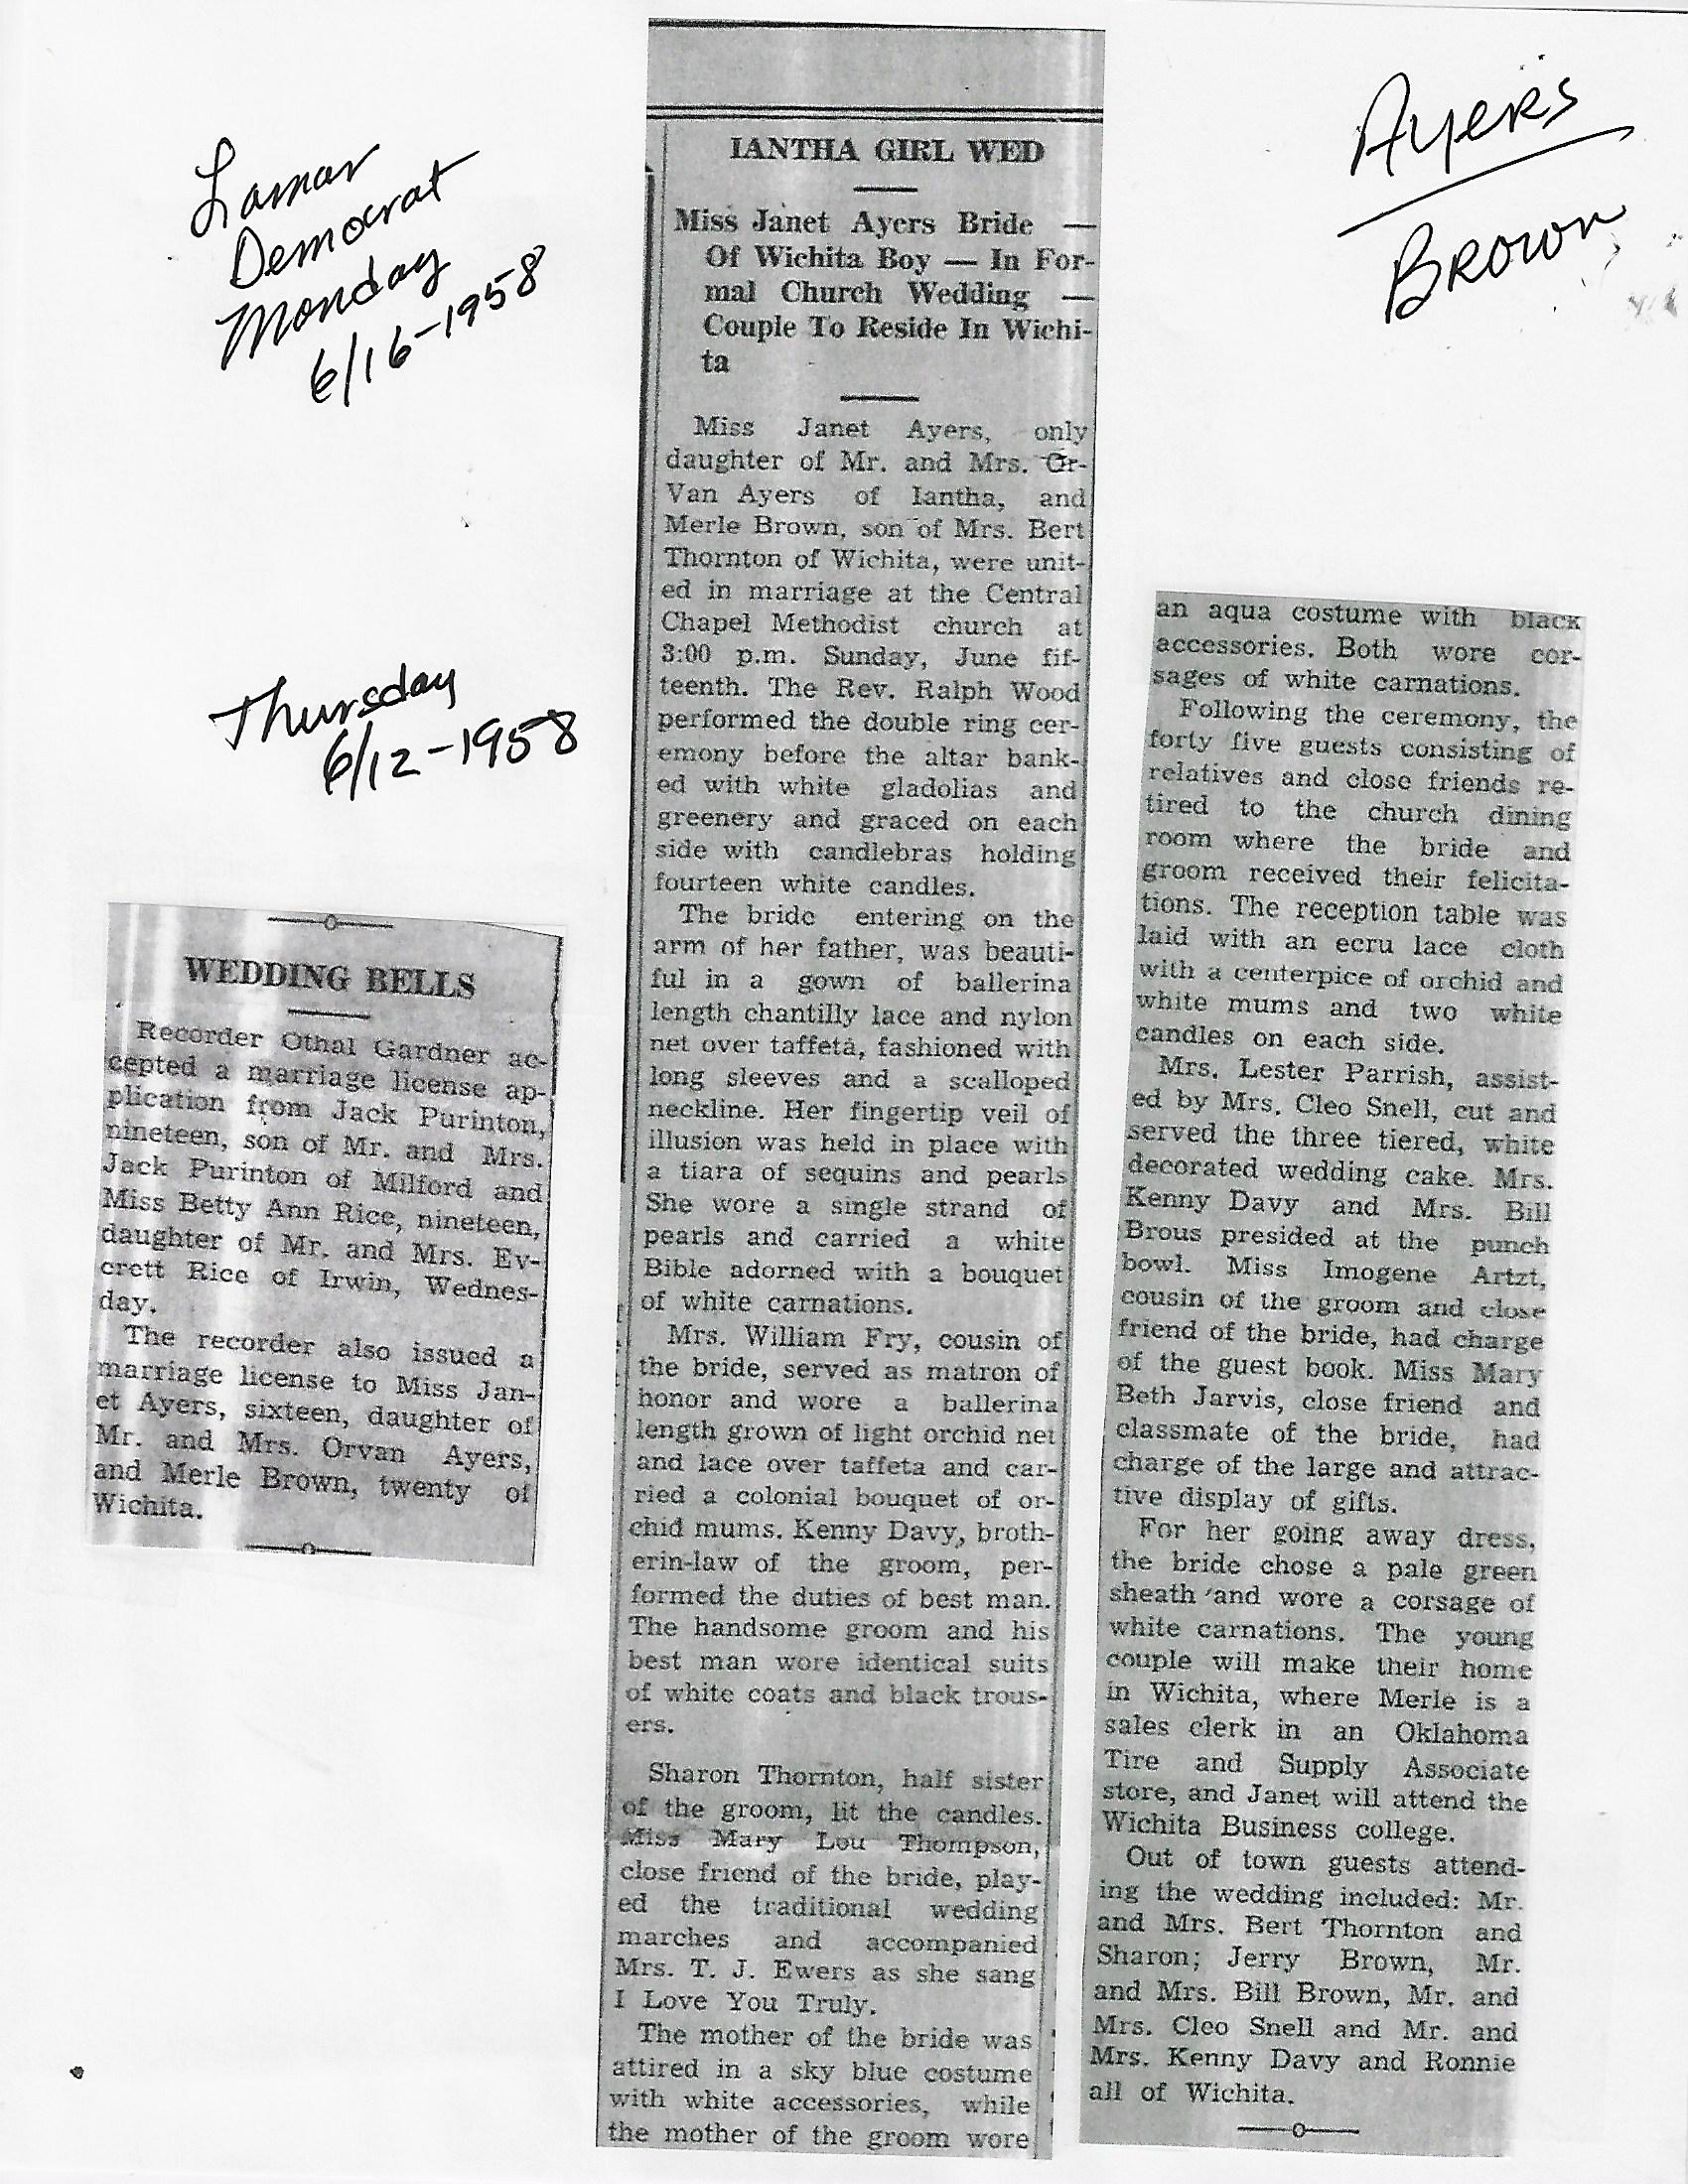 Lamar
Democrat
Monday
6/16-1958
Ayers
Brown
Thursday
6/12-1958
WEDDING BELLS
Recorder Othal Gardner ac-
cepted a marriage license ap-
plication from Jack Purinton,
nineteen, son of Mr. and Mrs.
Jack Purinton of Milford and
Miss Betty Ann Rice, nineteen,
daughter of Mr. and Mrs. Ev-
erett Rice of Irwin, Wednes-
day.
The recorder also issued a
marriage license to Miss Jan-
et Ayers, sixteen, daughter of
Mr. and Mrs. Orvan Ayers,
and Merle Brown, twenty of
Wichita.
IANTHA GIRL WED
Miss Janet Ayers Bride —
Of Wichita Boy — In For-
mal Church Wedding —
Couple To Reside In Wichi-
ta
Miss Janet Ayers, only
daughter of Mr. and Mrs. Or-
Van Ayers of Iantha, and
Merle Brown, son of Mrs. Bert
Thornton of Wichita, were unit-
ed in marriage at the Central
Chapel Methodist church at
3:00 p.m. Sunday, June fif-
teenth. The Rev. Ralph Wood
performed the double ring cer-
emony before the altar bank-
ed with white gladolias and
greenery and graced on each
side with candlebras holding
fourteen white candles.
The bride entering on the
arm of her father, was beauti-
ful in a gown of ballerina
length chantilly lace and nylon
net over taffeta, fashioned with
long sleeves and a scalloped
neckline. Her fingertip veil of
illusion was held in place with
a tiara of sequins and pearls
She wore a single strand of
pearls and carried a white
Bible adorned with a bouquet
of white carnations.
Mrs. William Fry, cousin of
the bride, served as matron of
honor and wore a ballerina
length grown of light orchid net
and lace over taffeta and car-
ried a colonial bouquet of or-
chid mums. Kenny Davy, broth-
erin-law of the groom, per-
formed the duties of best man.
The handsome groom and his
best man wore identical suits
of white coats and black trous-
ers.
Sharon Thornton, half sister
of the groom, lit the candles.
Miss Mary Lou Thompson,
close friend of the bride, play-
ed the traditional wedding
marches and accompanied
Mrs. T. J. Ewers as she sang
I Love You Truly.
The mother of the bride was
attired in a sky blue costume
with white accessories, while
the mother of the groom wore
an aqua costume with black
accessories. Both wore cor-
sages of white carnations.
Following the ceremony, the
forty five guests consisting of
relatives and close friends re-
tired to the church dining
room where the bride and
groom received their felicita-
tions. The reception table was
laid with an ecru lace cloth
with a centerpice of orchid and
white mums and two white
candles on each side.
Mrs. Lester Parrish, assist-
ed by Mrs. Cleo Snell, cut and
served the three tiered, white
decorated wedding cake. Mrs.
Kenny Davy and Mrs. Bill
Brous presided at the punch
bowl. Miss Imogene Artzt,
cousin of the groom and close
friend of the bride, had charge
of the guest book. Miss Mary
Beth Jarvis, close friend and
classmate of the bride, had
charge of the large and attrac-
tive display of gifts.
For her going away dress,
the bride chose a pale green
sheath and wore a corsage of
white carnations. The young
couple will make their home
in Wichita, where Merle is a
sales clerk in an Oklahoma
Tire and Supply Associate
store, and Janet will attend the
Wichita Business college.
Out of town guests attend-
ing the wedding included: Mr.
and Mrs. Bert Thornton and
Sharon; Jerry Brown, Mr.
and Mrs. Bill Brown, Mr. and
Mrs. Cleo Snell and Mr. and
Mrs. Kenny Davy and Ronnie
all of Wichita.